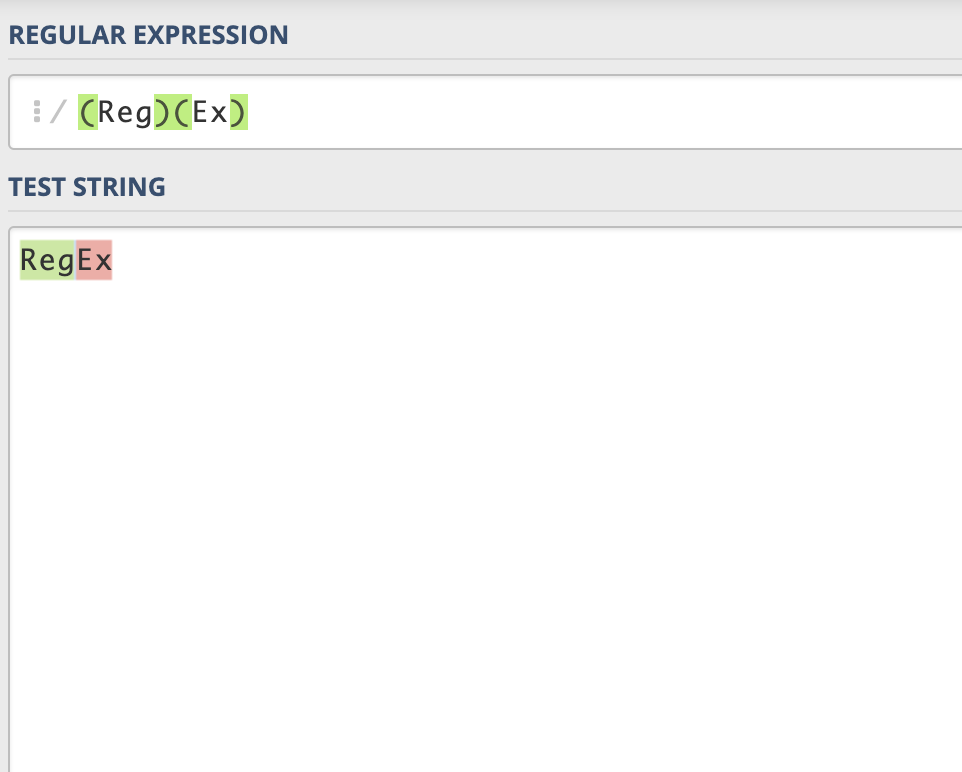 REGULAR EXPRESSION
/ (Reg)(Ex)
TEST STRING
RegEx